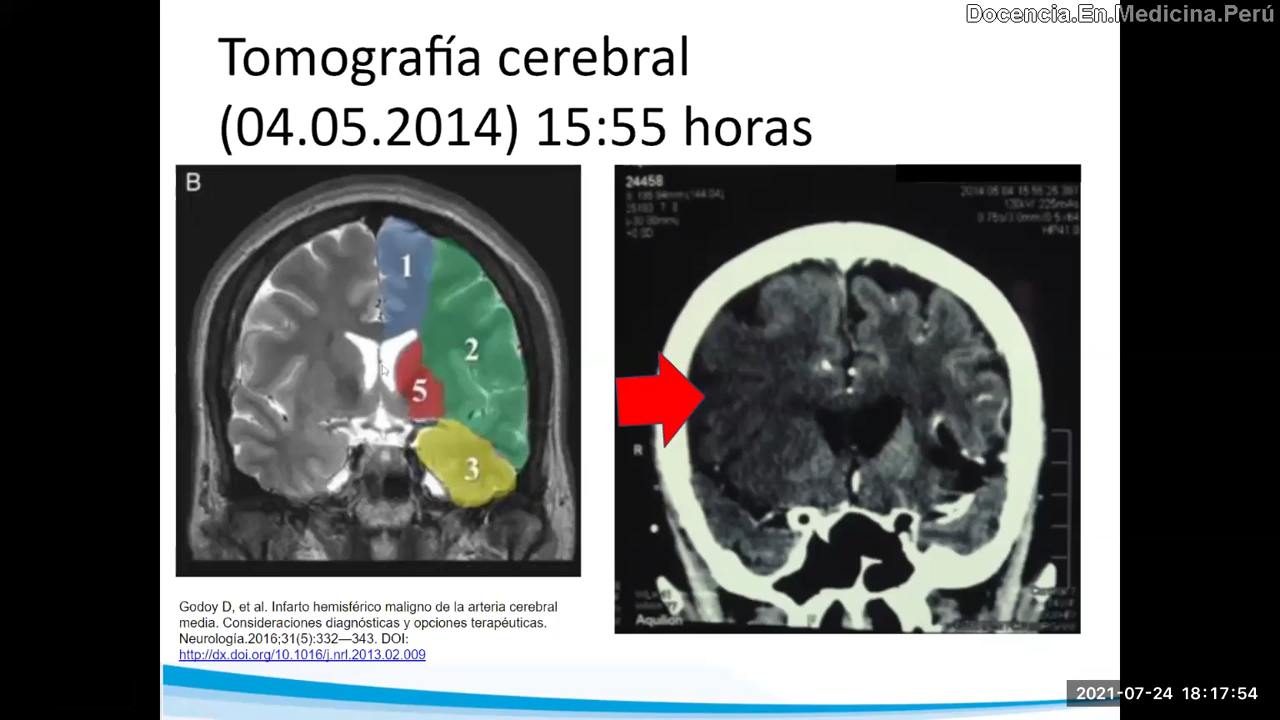 Docencia.En.Medicina.Perú
Tomografía cerebral
(04.05.2014) 15:55 horas
B
1
2
5
3
24458
R
Aquilion
Godoy D, et al. Infarto hemisférico maligno de la arteria cerebral
media. Consideraciones diagnósticas y opciones terapéuticas.
Neurología.2016;31(5):332—343. DOI:
http://dx.doi.org/10.1016/j.nrl.2013.02.009
2021-07-24 18:17:54